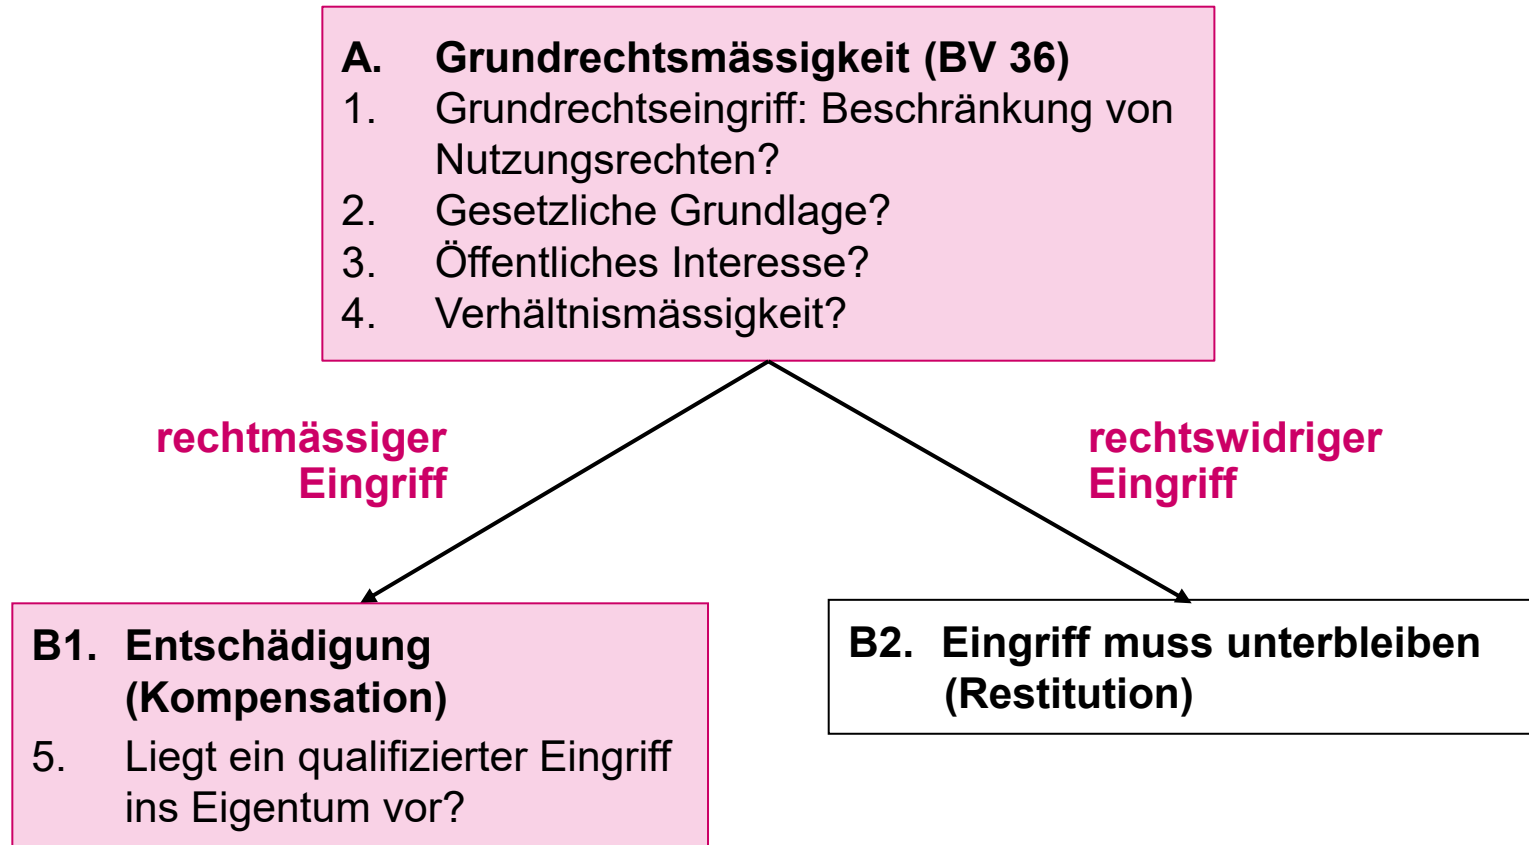 A. Grundrechtsmässigkeit (BV 36)
1. Grundrechtseingriff: Beschränkung von
Nutzungsrechten?
2. Gesetzliche Grundlage?
3. Öffentliches Interesse?
4. Verhältnismässigkeit?
rechtmässiger
Eingriff
rechtswidriger
Eingriff
B1. Entschädigung
(Kompensation)
5. Liegt ein qualifizierter Eingriff
ins Eigentum vor?
B2. Eingriff muss unterbleiben
(Restitution)